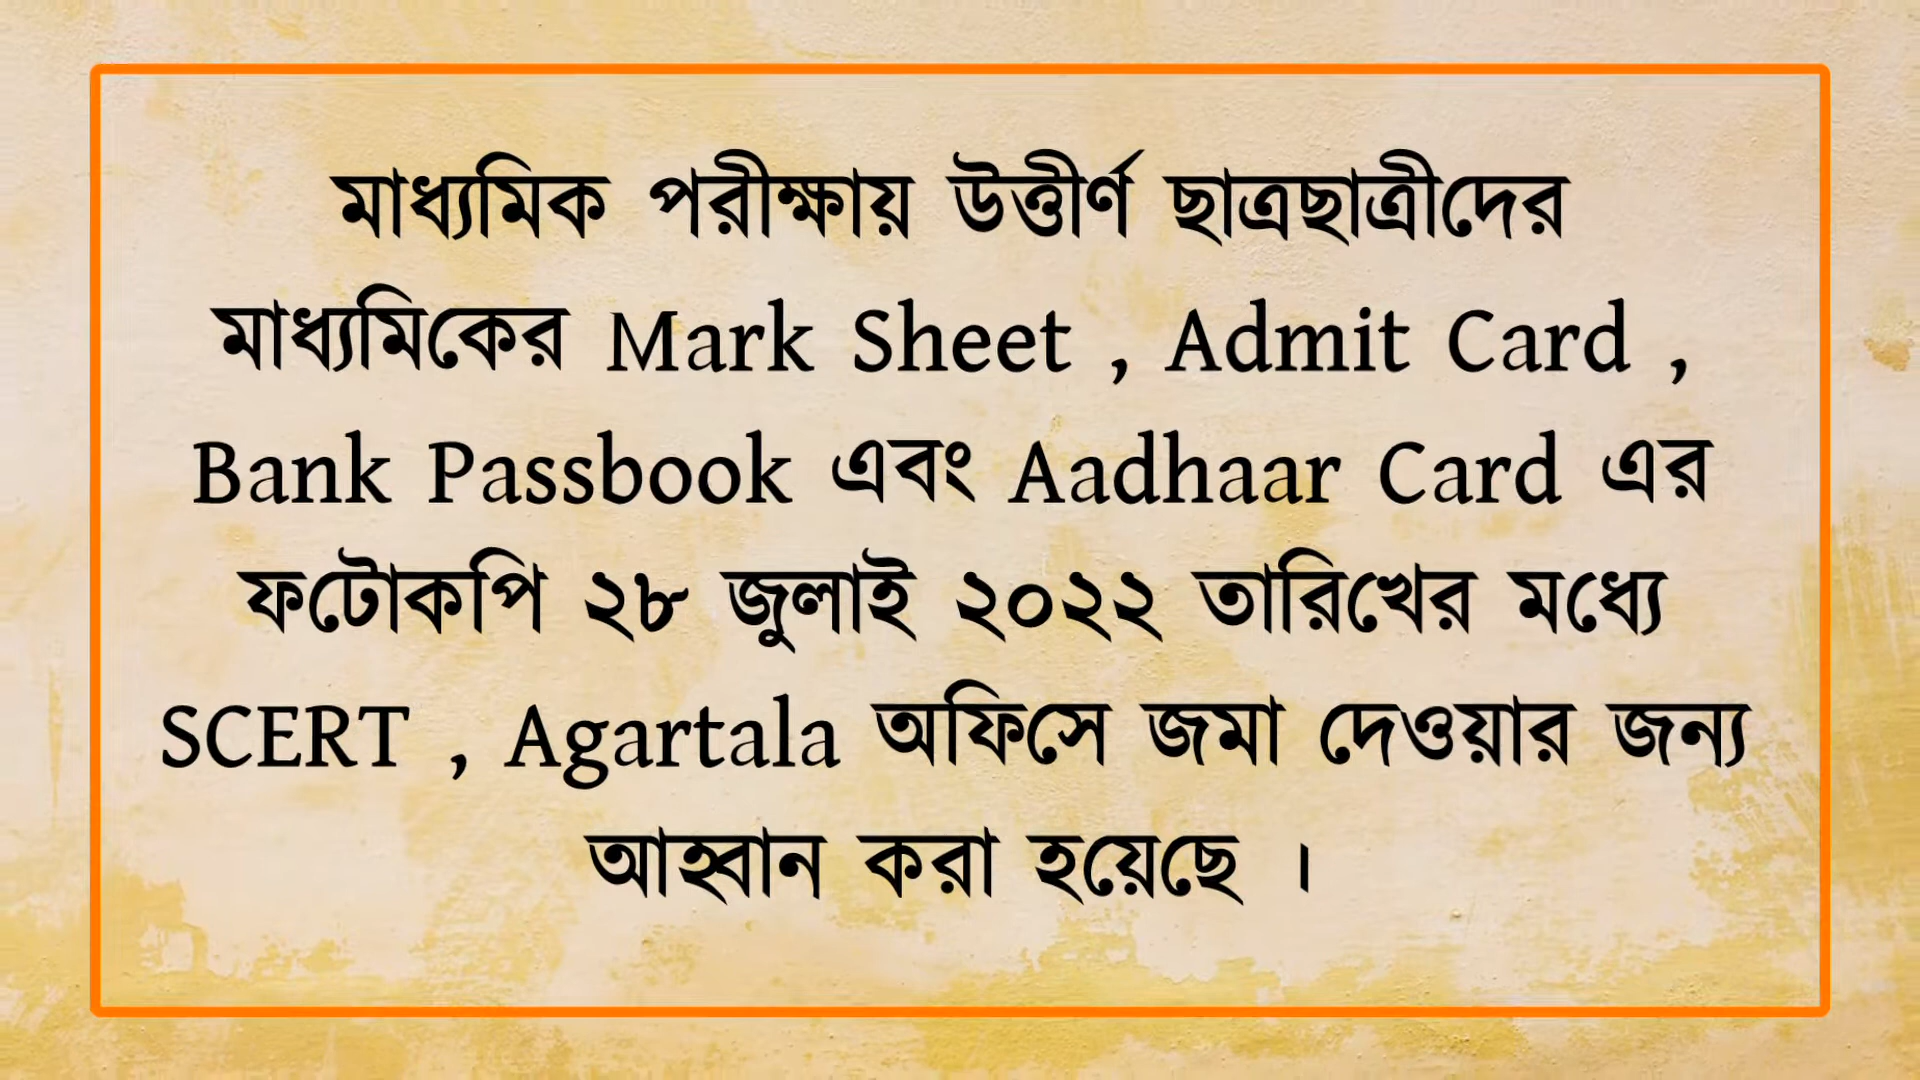 মাধ্যমিক পরীক্ষায় উত্তীর্ণ ছাত্রছাত্রীদের
মাধ্যমিকের Mark Sheet , Admit Card ,
Bank Passbook এবং Aadhaar Card এর
ফটোকপি ২৮ জুলাই ২০২২ তারিখের মধ্যে
SCERT , Agartala অফিসে জমা দেওয়ার জন্য
আহ্বান করা হয়েছে ।